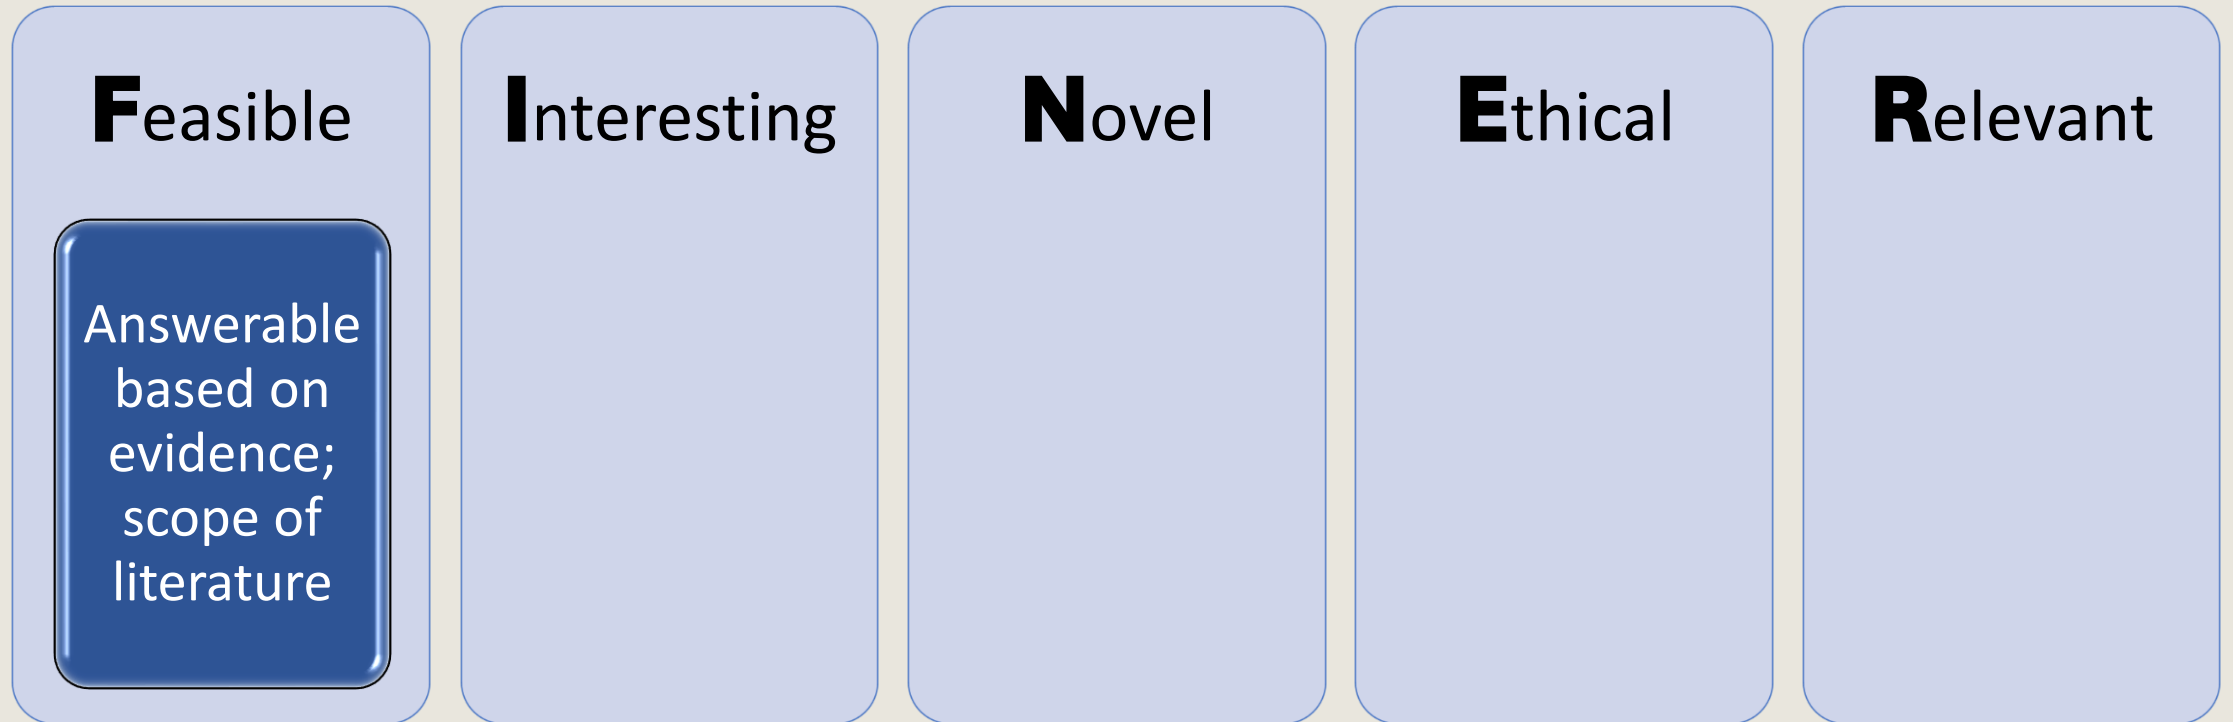 Feasible
Interesting
Novel
Ethical
Relevant
Answerable
based on
evidence;
scope of
literature